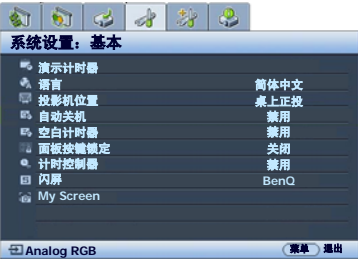 系统设置：基本
演示计时器
语言 简体中文
投影机位置 桌上正投
自动关机 禁用
空白计时器 禁用
面板按键锁定 关闭
计时控制器 禁用
闪屏 BenQ
My Screen
Analog RGB 菜单 退出